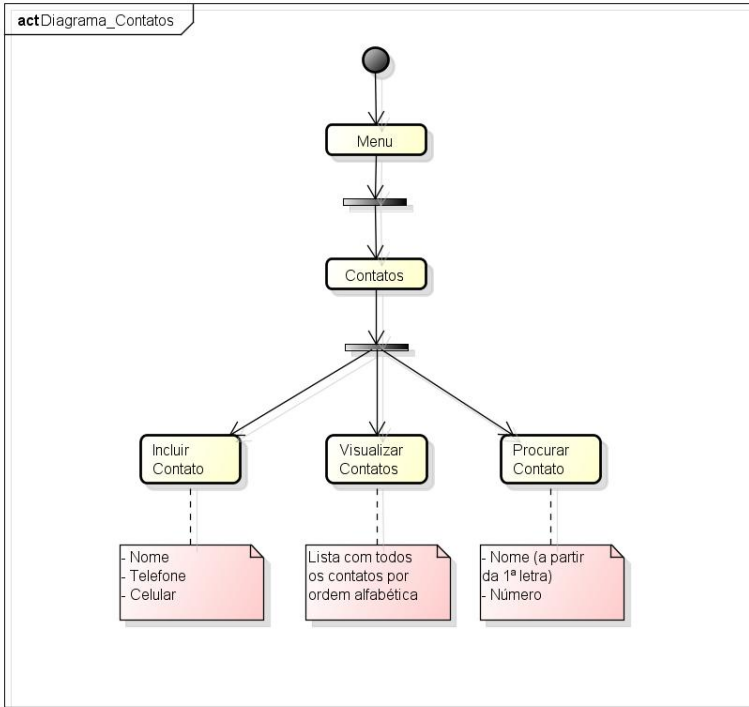 act Diagrama_Contatos
Menu
Contatos
Incluir
Contato
Visualizar
Contatos
Procurar
Contato
- Nome
- Telefone
- Celular
Lista com todos
os contatos por
ordem alfabética
- Nome (a partir
da 1ª letra)
- Número